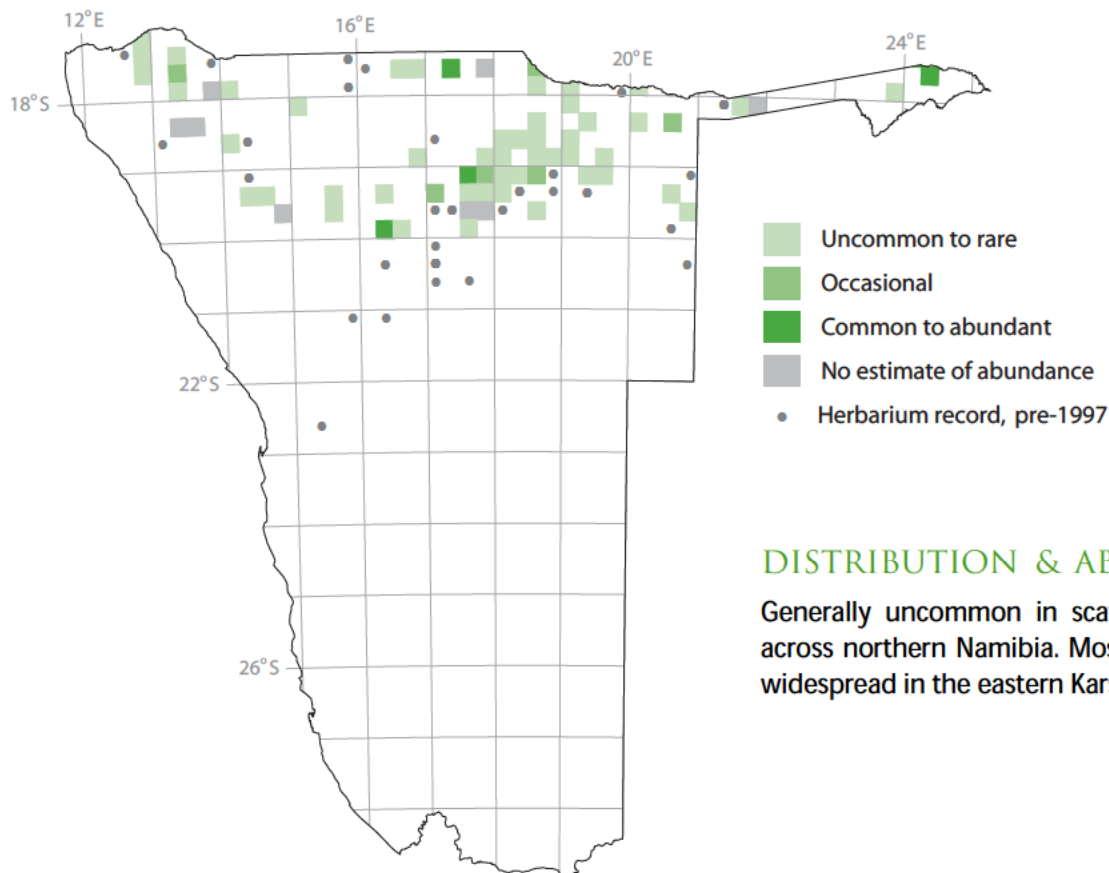 12°E
16°E
20°E
24°E
18°S
22°S
26°S
Uncommon to rare
Occasional
Common to abundant
No estimate of abundance
Herbarium record, pre-1997
DISTRIBUTION & AB
Generally uncommon in sca
across northern Namibia. Mos
widespread in the eastern Kars